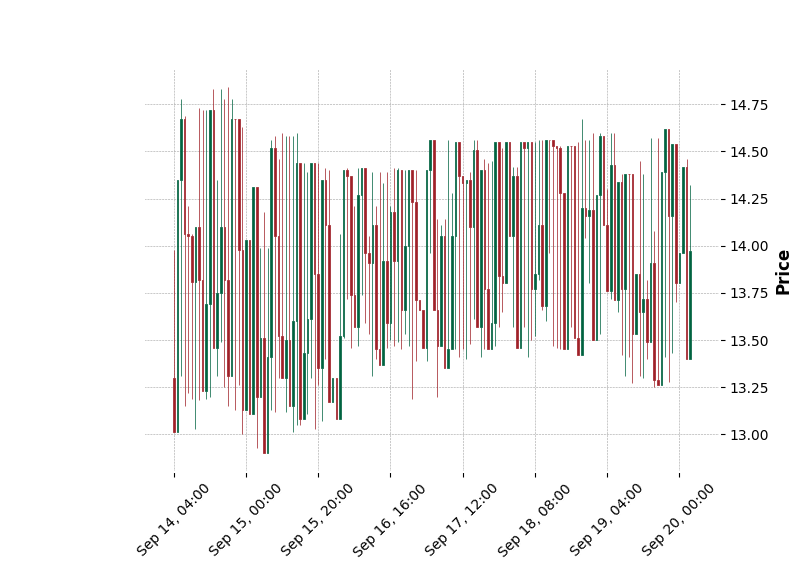 14.75
14.50
14.25
14.00
13.75
13.50
13.25
13.00
Price
Sep 14, 04:00
Sep 15, 00:00
Sep 15, 20:00
Sep 16, 16:00
Sep 17, 12:00
Sep 18, 08:00
Sep 19, 04:00
Sep 20, 00:00